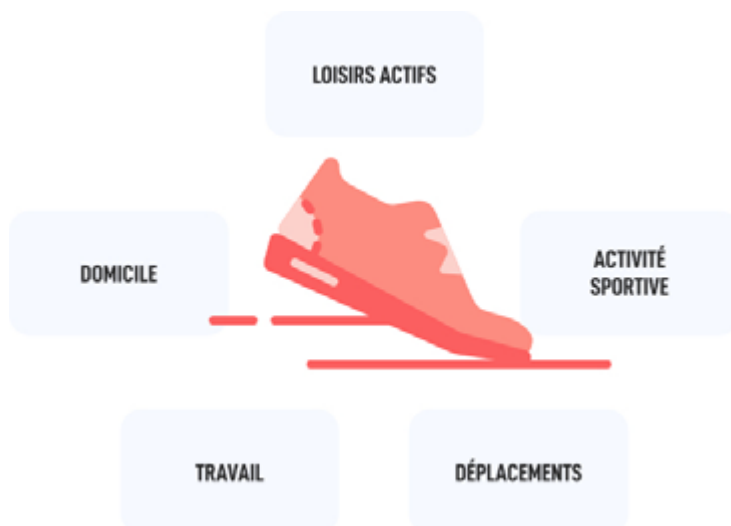 LOISIRS ACTIFS
DOMICILE
ACTIVITÉ
SPORTIVE
TRAVAIL
DÉPLACEMENTS